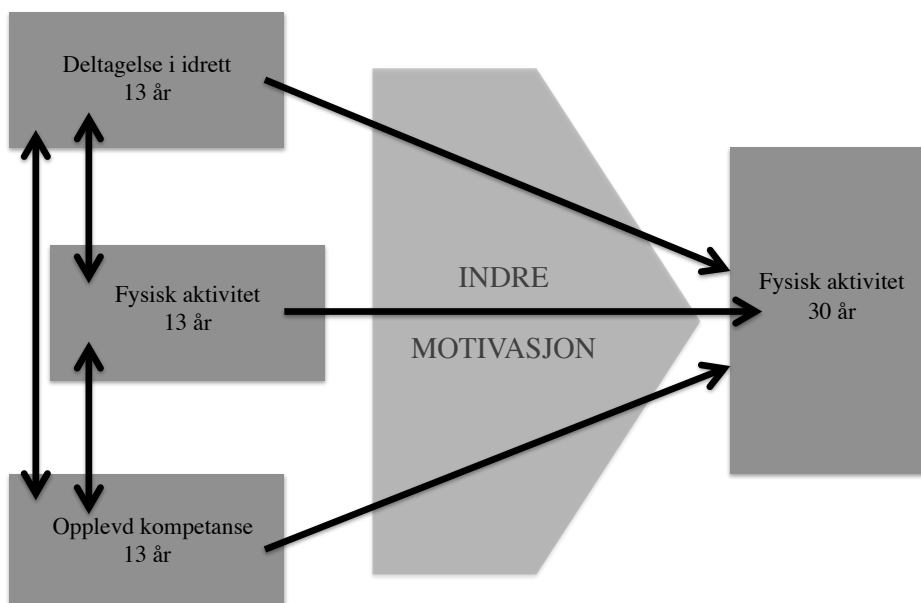 Deltagelse i idrett
13 år
Fysisk aktivitet
13 år
Opplevd kompetanse
13 år
INDRE
MOTIVASJON
Fysisk aktivitet
30 år